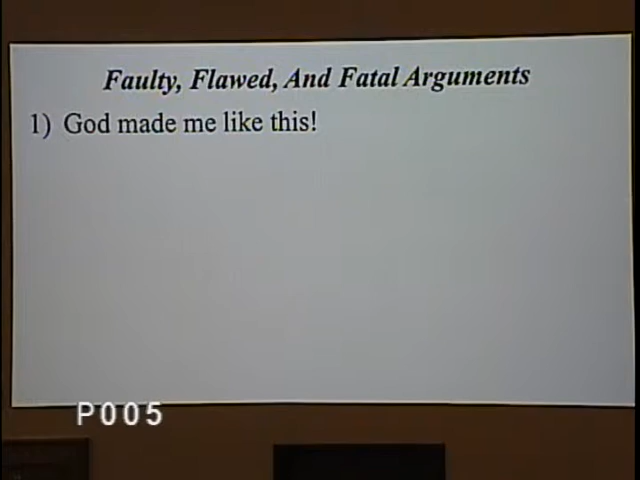 Faulty, Flawed, And Fatal Arguments
1) God made me like this!
P005